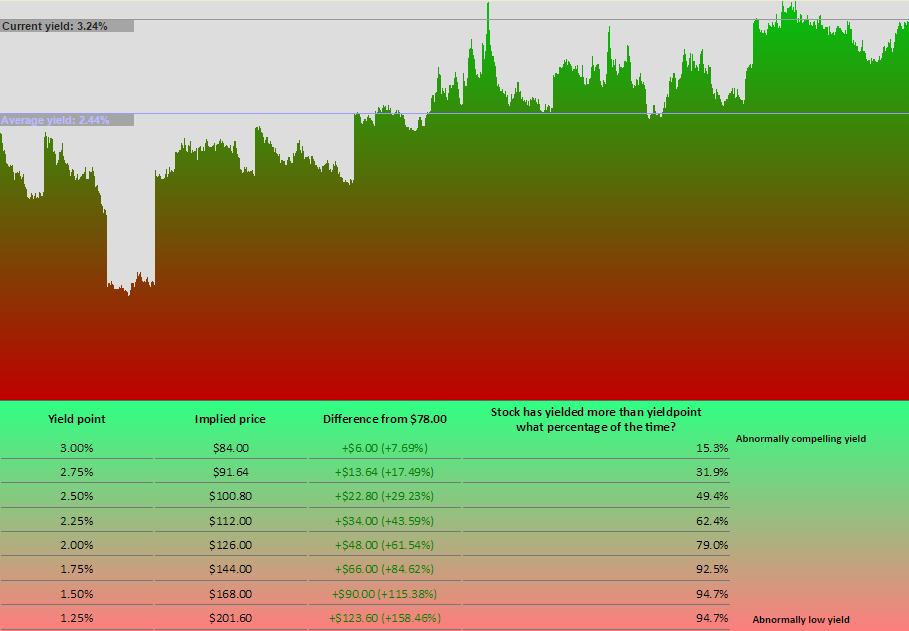 Current yield: 3.24%
Average yield: 2.44%
Yield point Implied price Difference from $78.00 Stock has yielded more than yieldpoint
what percentage of the time?
Abnormally compelling yield
3.00% $84.00 +$6.00 (+7.69%) 15.3%
2.75% $91.64 +$13.64 (+17.49%) 31.9%
2.50% $100.80 +$22.80 (+29.23%) 49.4%
2.25% $112.00 +$34.00 (+43.59%) 62.4%
2.00% $126.00 +$48.00 (+61.54%) 79.0%
1.75% $144.00 +$66.00 (+84.62%) 92.5%
1.50% $168.00 +$90.00 (+115.38%) 94.7%
1.25% $201.60 +$123.60 (+158.46%) 94.7%
Abnormally low yield